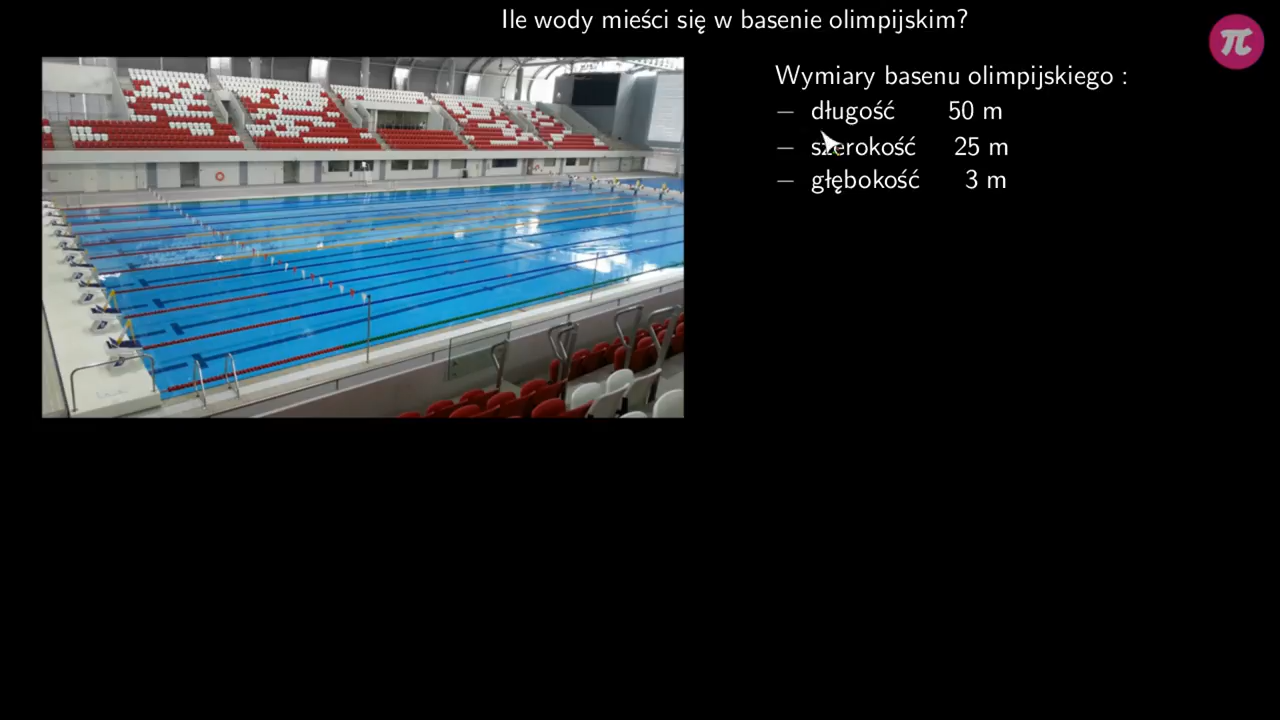 Ile wody mieści się w basenie olimpijskim?
π
Wymiary basenu olimpijskiego :
— długość 50 m
— szerokość 25 m
— głębokość 3 m